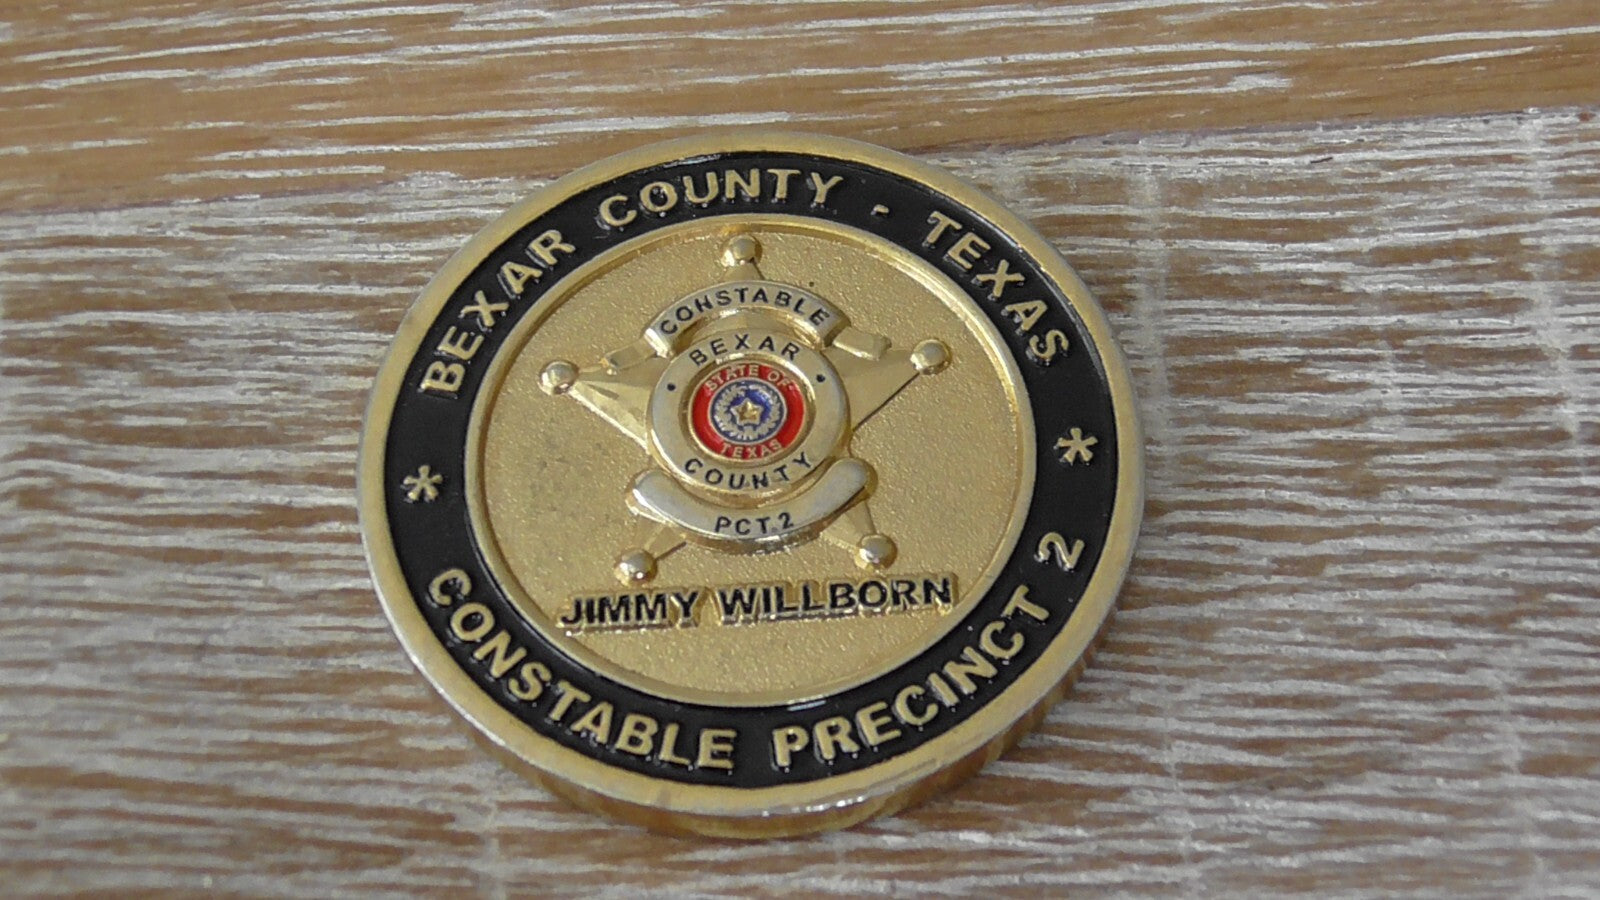 BEXAR COUNTY - TEXAS
CONSTABLE
BEXAR
STATE OF
TEXAS
COUNTY
PCT.2
JIMMY WILLBORN
* CONSTABLE PRECINCT 2 *